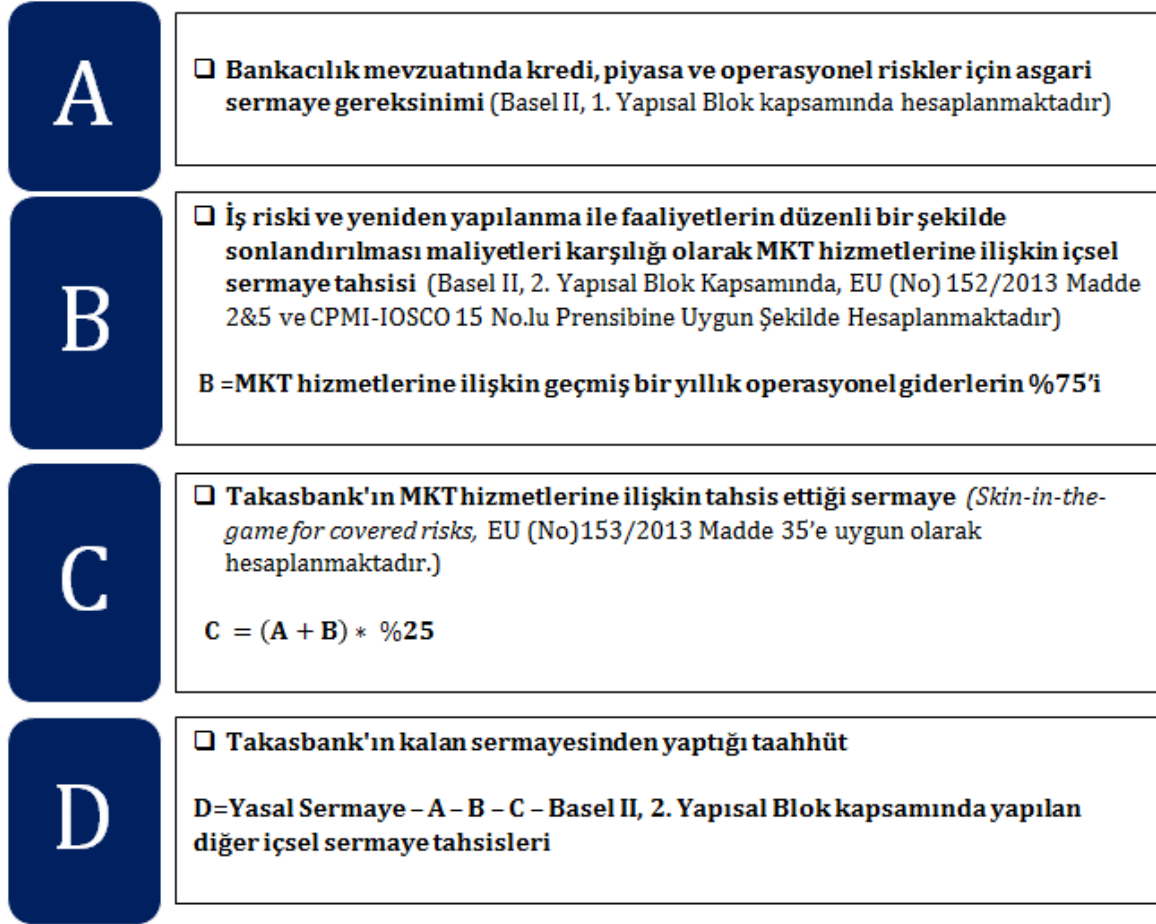 A
❑ Bankacılık mevzuatında kredi, piyasa ve operasyonel riskler için asgari
sermaye gereksinimi (Basel II, 1. Yapısal Blok kapsamında hesaplanmaktadır)
B
❑ İş riski ve yeniden yapılanma ile faaliyetlerin düzenli bir şekilde
sonlandırılması maliyetleri karşılığı olarak MKT hizmetlerine ilişkin içsel
sermaye tahsisi (Basel II, 2. Yapısal Blok Kapsamında, EU (No) 152/2013 Madde
2&5 ve CPMI-IOSCO 15 No.lu Prensibine Uygun Şekilde Hesaplanmaktadır)
B =MKT hizmetlerine ilişkin geçmiş bir yıllık operasyonel giderlerin %75'i
C
❑ Takasbank'ın MKT hizmetlerine ilişkin tahsis ettiği sermaye (Skin-in-the-
game for covered risks, EU (No)153/2013 Madde 35'e uygun olarak
hesaplanmaktadır.)
C = (A + B) * %25
D
❑ Takasbank'ın kalan sermayesinden yaptığı taahhüt
D=Yasal Sermaye – A – B – C – Basel II, 2. Yapısal Blok kapsamında yapılan
diğer içsel sermaye tahsisleri